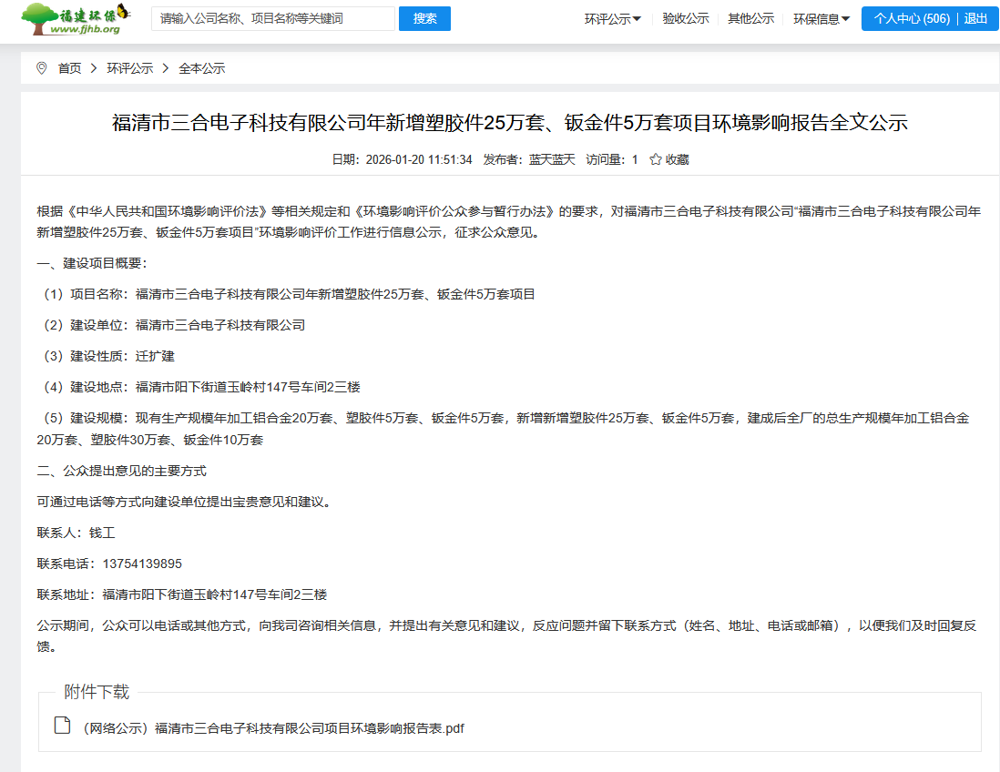 福建环保
www.fjhb.org
请输入公司名称、项目名称等关键词
搜索
环评公示
验收公示
其他公示
环保信息
个人中心 (506)
退出
首页
环评公示
全本公示
福清市三合电子科技有限公司年新增塑胶件25万套、钣金件5万套项目环境影响报告全文公示
日期：2026-01-20 11:51:34 发布者：蓝天蓝天 访问量：1 收藏
根据《中华人民共和国环境影响评价法》等相关规定和《环境影响评价公众参与暂行办法》的要求，对福清市三合电子科技有限公司“福清市三合电子科技有限公司年
新增塑胶件25万套、钣金件5万套项目”环境影响评价工作进行信息公示，征求公众意见。
一、建设项目概要：
（1）项目名称：福清市三合电子科技有限公司年新增塑胶件25万套、钣金件5万套项目
（2）建设单位：福清市三合电子科技有限公司
（3）建设性质：迁扩建
（4）建设地点：福清市阳下街道玉岭村147号车间2三楼
（5）建设规模：现有生产规模年加工铝合金20万套、塑胶件5万套、钣金件5万套，新增新增塑胶件25万套、钣金件5万套，建成后全厂的总生产规模年加工铝合金
20万套、塑胶件30万套、钣金件10万套
二、公众提出意见的主要方式
可通过电话等方式向建设单位提出宝贵意见和建议。
联系人：钱工
联系电话：13754139895
联系地址：福清市阳下街道玉岭村147号车间2三楼
公示期间，公众可以电话或其他方式，向我司咨询相关信息，并提出有关意见和建议，反应问题并留下联系方式（姓名、地址、电话或邮箱），以便我们及时回复反
馈。
附件下载
（网络公示）福清市三合电子科技有限公司项目环境影响报告表.pdf